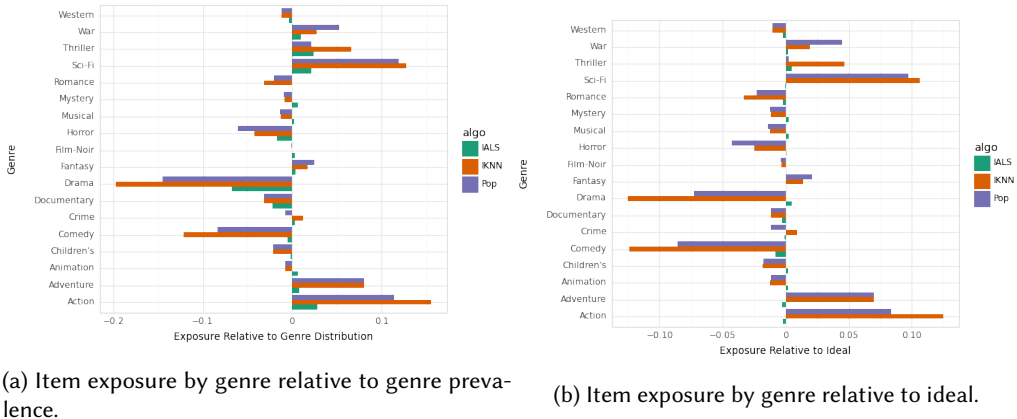 Western
War
Thriller
Sci-Fi
Romance
Mystery
Musical
Horror
Film-Noir
Fantasy
Drama
Documentary
Crime
Comedy
Children's
Animation
Adventure
Action
Genre
−0.2
−0.1
0
0.1
Exposure Relative to Genre Distribution
algo
IALS
IKNN
Pop
(a) Item exposure by genre relative to genre preva-
lence.
Western
War
Thriller
Sci-Fi
Romance
Mystery
Musical
Horror
Film-Noir
Fantasy
Drama
Documentary
Crime
Comedy
Children's
Animation
Adventure
Action
Genre
−0.10
−0.05
0
0.05
0.10
Exposure Relative to Ideal
algo
IALS
IKNN
Pop
(b) Item exposure by genre relative to ideal.